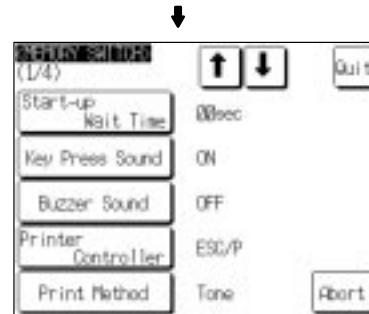 (MEMORY SWITCH)
(1/4)
Quit
Start-up
Wait Time
00sec
Key Press Sound
ON
Buzzer Sound
OFF
Printer
Controller
ESC/P
Print Method
Tone
Abort